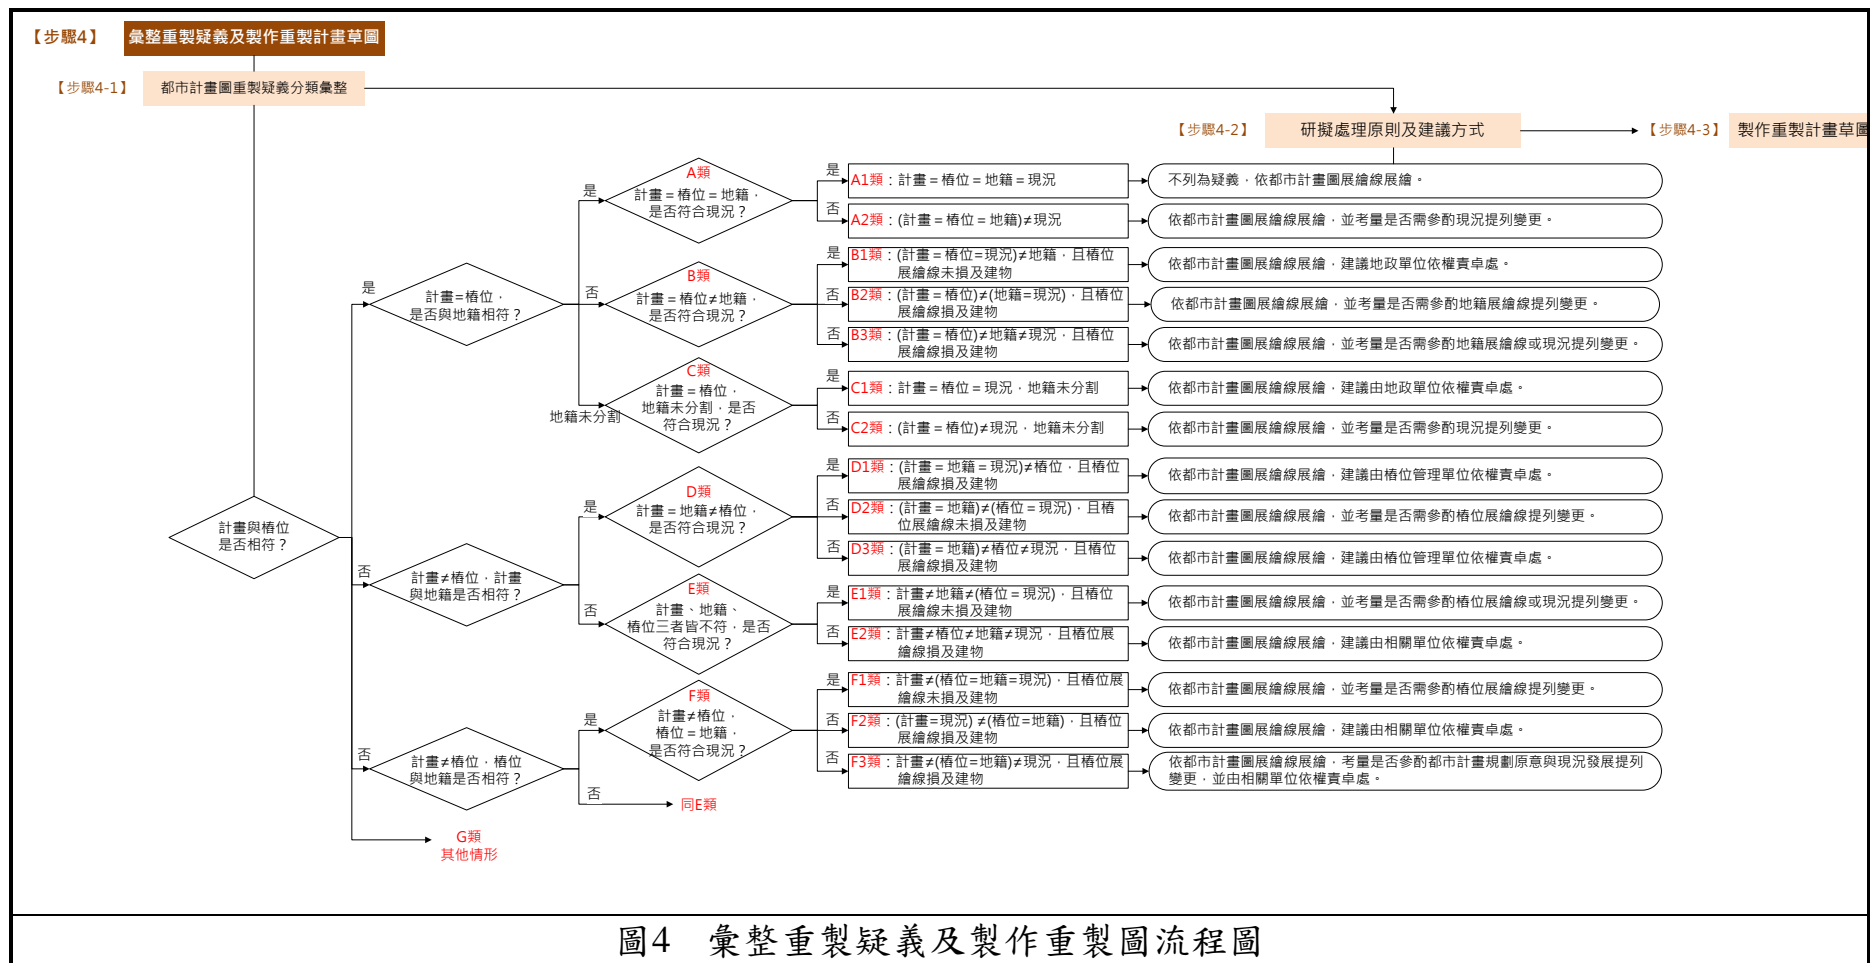 【步驟4】
彙整重製疑義及製作重製計畫草圖
【步驟4-1】
都市計畫圖重製疑義分類彙整
【步驟4-2】
研擬處理原則及建議方式
【步驟4-3】
製作重製計畫草圖
計畫與樁位
是否相符？
是
計畫=樁位，
是否與地籍相符？
是
A類
計畫＝樁位＝地籍，
是否符合現況？
是
A1類：計畫＝樁位＝地籍＝現況
不列為疑義，依都市計畫圖展繪線展繪。
否
A2類：(計畫＝樁位＝地籍)≠現況
依都市計畫圖展繪線展繪，並考量是否需參酌現況提列變更。
否
B類
計畫＝樁位≠地籍，
是否符合現況？
是
B1類：(計畫＝樁位=現況)≠地籍，且樁位
展繪線未損及建物
依都市計畫圖展繪線展繪，建議地政單位依權責卓處。
否
B2類：(計畫＝樁位)≠(地籍=現況)，且樁位
展繪線損及建物
依都市計畫圖展繪線展繪，並考量是否需參酌地籍展繪線提列變更。
否
B3類：(計畫＝樁位)≠地籍≠現況，且樁位
展繪線損及建物
依都市計畫圖展繪線展繪，並考量是否需參酌地籍展繪線或現況提列變更。
地籍未分割
C類
計畫＝樁位，
地籍未分割，是否
符合現況？
是
C1類：計畫＝樁位＝現況，地籍未分割
依都市計畫圖展繪線展繪，建議由地政單位依權責卓處。
否
C2類：(計畫＝樁位)≠現況，地籍未分割
依都市計畫圖展繪線展繪，並考量是否需參酌現況提列變更。
否
計畫≠樁位，計畫
與地籍是否相符？
是
D類
計畫＝地籍≠樁位，
是否符合現況？
是
D1類：(計畫＝地籍＝現況)≠樁位，且樁位
展繪線損及建物
依都市計畫圖展繪線展繪，建議由樁位管理單位依權責卓處。
否
D2類：(計畫＝地籍)≠(樁位＝現況)，且樁
位展繪線未損及建物
依都市計畫圖展繪線展繪，並考量是否需參酌樁位展繪線提列變更。
否
D3類：(計畫＝地籍)≠樁位≠現況，且樁位
展繪線損及建物
依都市計畫圖展繪線展繪，建議由樁位管理單位依權責卓處。
否
E類
計畫、地籍、
樁位三者皆不符，是否
符合現況？
是
E1類：計畫≠地籍≠(樁位＝現況)，且樁位
展繪線未損及建物
依都市計畫圖展繪線展繪，並考量是否需參酌樁位展繪線或現況提列變更。
否
E2類：計畫≠樁位≠地籍≠現況，且樁位展
繪線損及建物
依都市計畫圖展繪線展繪，建議由相關單位依權責卓處。
否
計畫≠樁位，樁位
與地籍是否相符？
是
F類
計畫≠樁位，
樁位＝地籍，
是否符合現況？
是
F1類：計畫≠(樁位=地籍=現況)，且樁位展
繪線未損及建物
依都市計畫圖展繪線展繪，並考量是否需參酌樁位展繪線提列變更。
否
F2類：(計畫=現況) ≠(樁位=地籍)，且樁位
展繪線損及建物
依都市計畫圖展繪線展繪，建議由相關單位依權責卓處。
否
F3類：計畫≠(樁位=地籍)≠現況，且樁位展
繪線損及建物
依都市計畫圖展繪線展繪，考量是否參酌都市計畫規劃原意與現況發展提列
變更，並由相關單位依權責卓處。
否
同E類
G類
其他情形
圖4 彙整重製疑義及製作重製圖流程圖